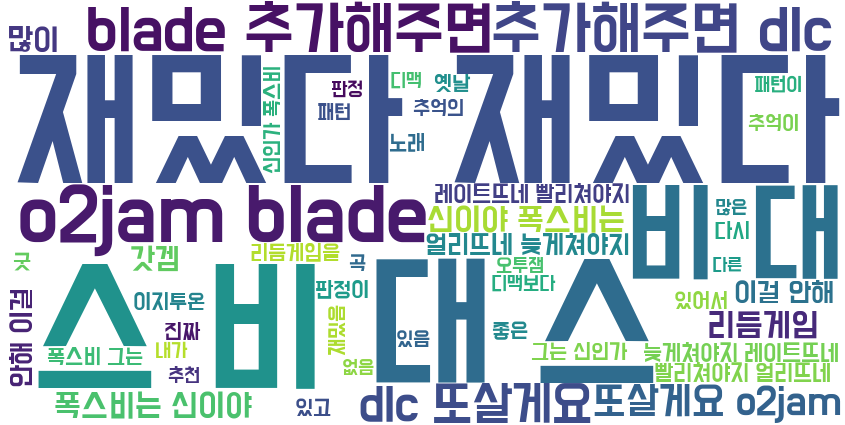 많이 blade 추가해주면 추가해주면 dlc
재밌다 재밌다
신인가 폭스비
판정 디맥 옛날
패턴 추억의
노래
패턴이
추억이
o2jam blade
레이트뜨네 빨리쳐야지
신이야 폭스비는
얼리뜨네 늦게쳐야지
비대
많은
다시
다른
굿 갓겜 리듬게임을 곡
오투잼
디맥보다
스비 대스
안해 이걸
이지투온
진짜
판정이
재밌음
있음
좋은
있어서 이걸 안해
리듬게임
폭스비 그는 내가
추천
없음
그는 신인가 늦게쳐야지 레이트뜨네
빨리쳐야지 얼리뜨네
폭스비는 신이야 있고 dlc 또살게요 또살게요 o2jam